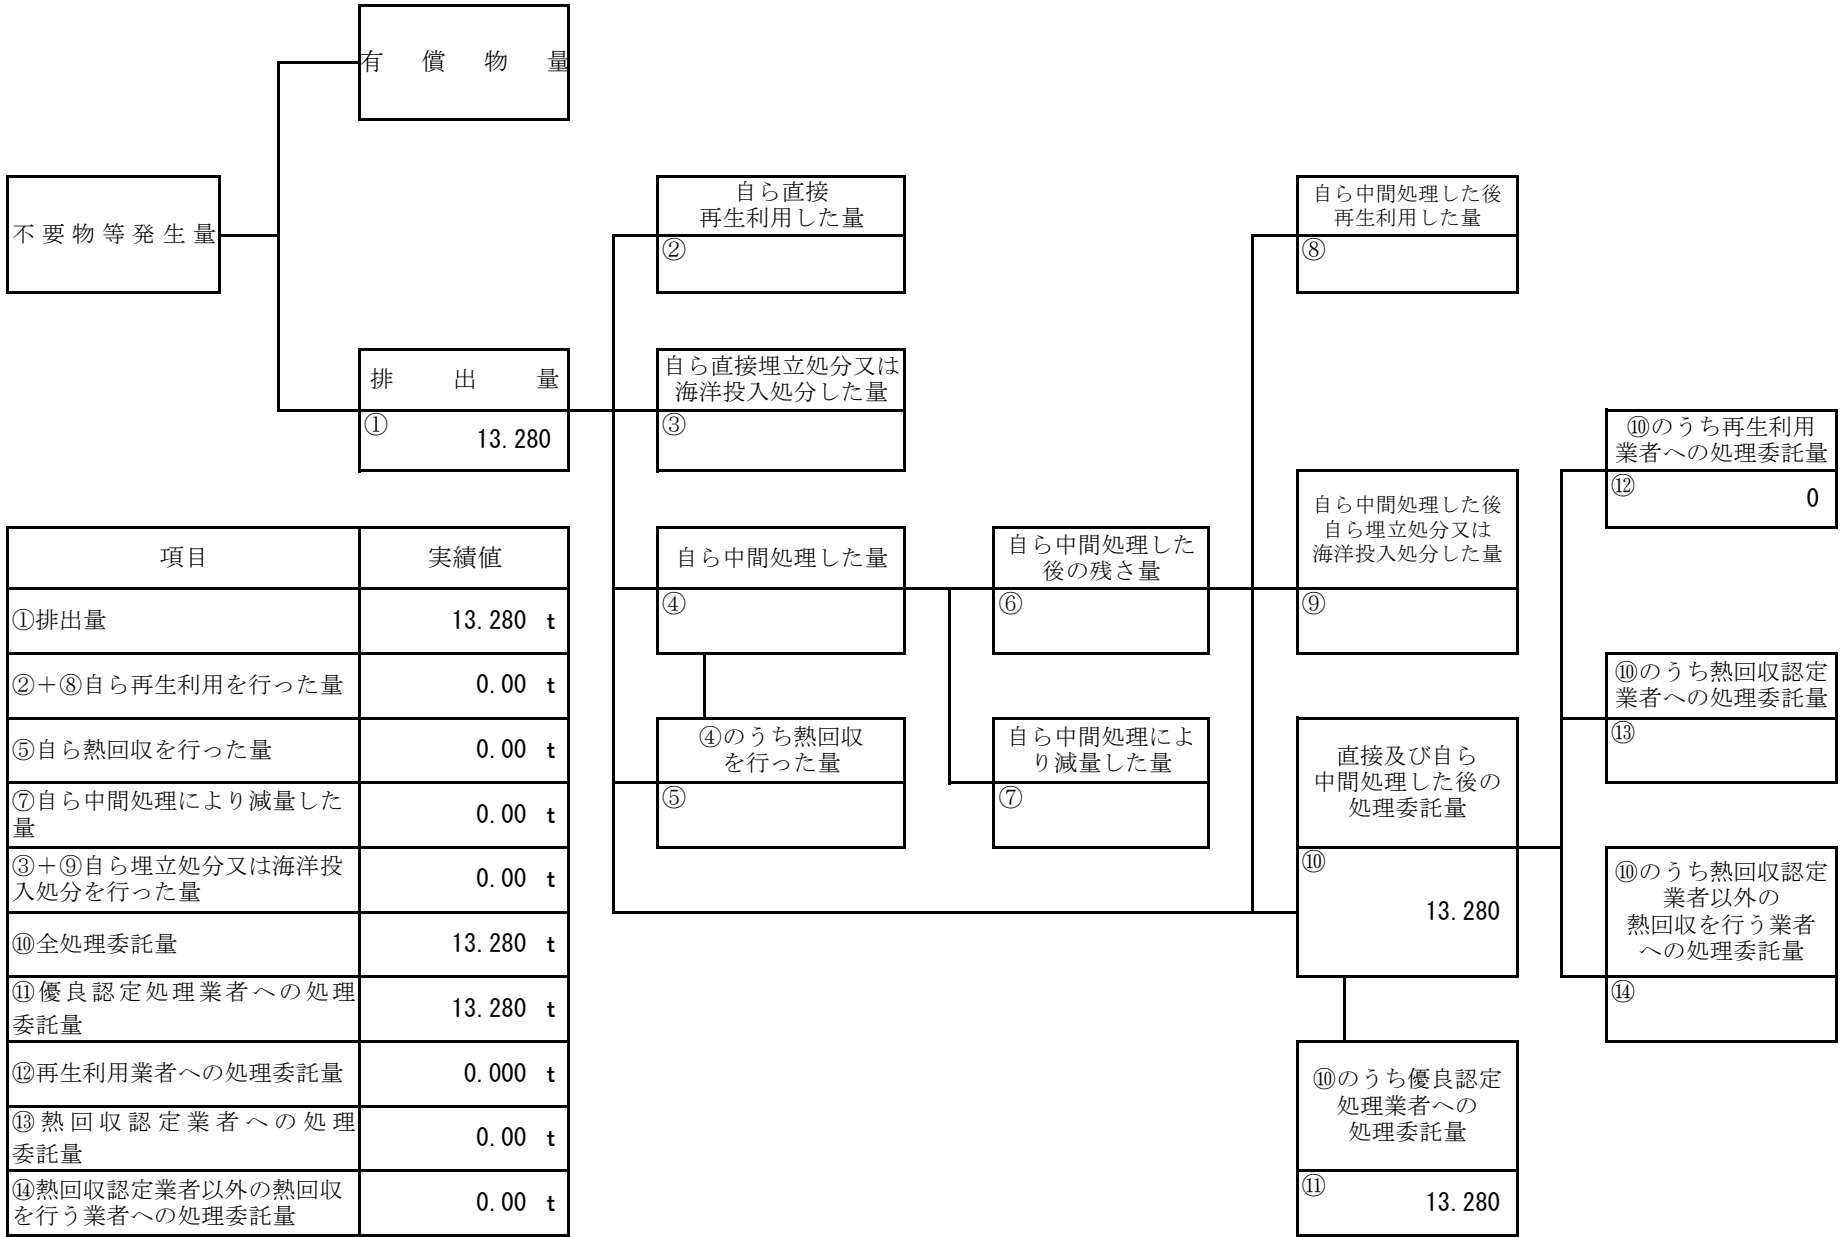 有償物量
不要物等発生量
自ら直接
再生利用した量
②
自ら中間処理した後
再生利用した量
⑧
排出量
①
13.280
自ら直接埋立処分又は
海洋投入処分した量
③
⑩のうち再生利用
業者への処理委託量
⑫
0
自ら中間処理した量
④
自ら中間処理した
後の残さ量
⑥
自ら中間処理した後
自ら埋立処分又は
海洋投入処分した量
⑨
⑩のうち熱回収認定
業者への処理委託量
⑬
④のうち熱回収
を行った量
⑤
自ら中間処理によ
り減量した量
⑦
直接及び自ら
中間処理した後の
処理委託量
⑩
13.280
⑩のうち熱回収認定
業者以外の
熱回収を行う業者
への処理委託量
⑭
⑩のうち優良認定
処理業者への
処理委託量
⑪
13.280
項目 実績値
①排出量 13.280 t
②+⑧自ら再生利用を行った量 0.00 t
⑤自ら熱回収を行った量 0.00 t
⑦自ら中間処理により減量した
量 0.00 t
③+⑨自ら埋立処分又は海洋投
入処分を行った量 0.00 t
⑩全処理委託量 13.280 t
⑪優良認定処理業者への処理
委託量 13.280 t
⑫再生利用業者への処理委託量 0.000 t
⑬熱回収認定業者への処理
委託量 0.00 t
⑭熱回収認定業者以外の熱回収
を行う業者への処理委託量 0.00 t